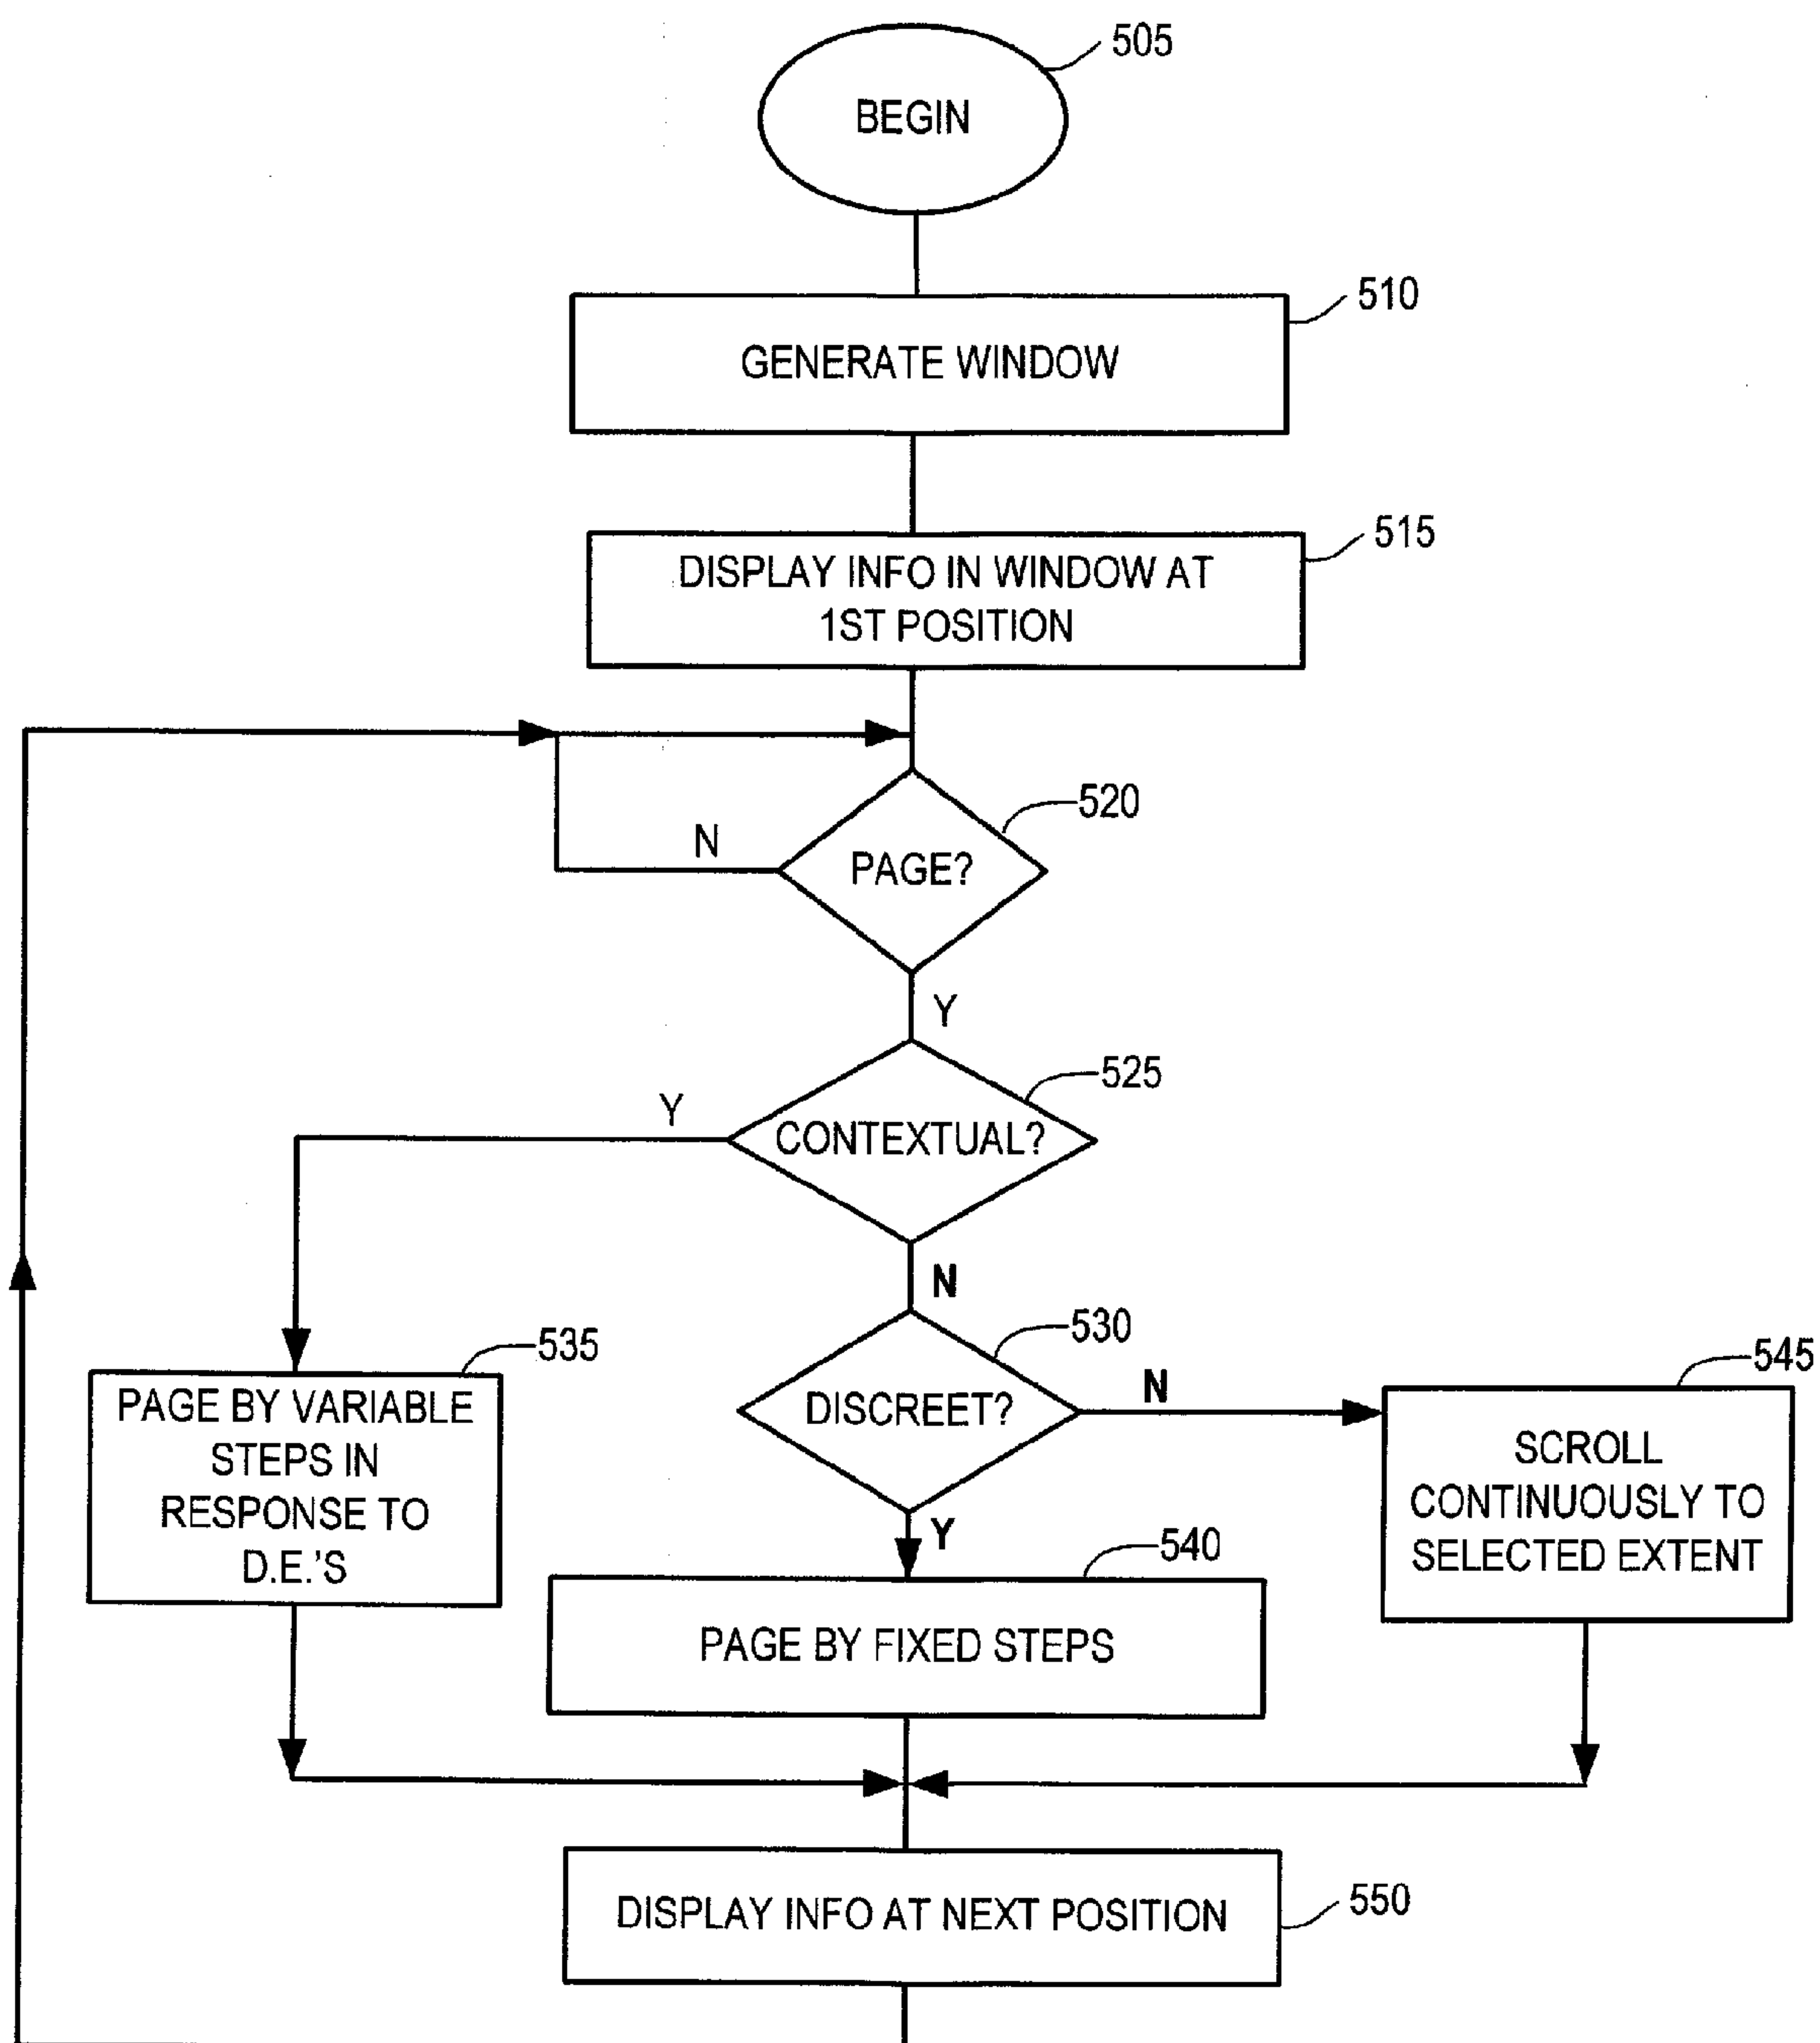 505
BEGIN
510
GENERATE WINDOW
515
DISPLAY INFO IN WINDOW AT
1ST POSITION
520
N
PAGE?
Y
525
Y
CONTEXTUAL?
N
530
535
545
N
PAGE BY VARIABLE
STEPS IN
RESPONSE TO
D.E.'S
DISCREET?
SCROLL
CONTINUOUSLY TO
SELECTED EXTENT
Y
540
PAGE BY FIXED STEPS
DISPLAY INFO AT NEXT POSITION
550